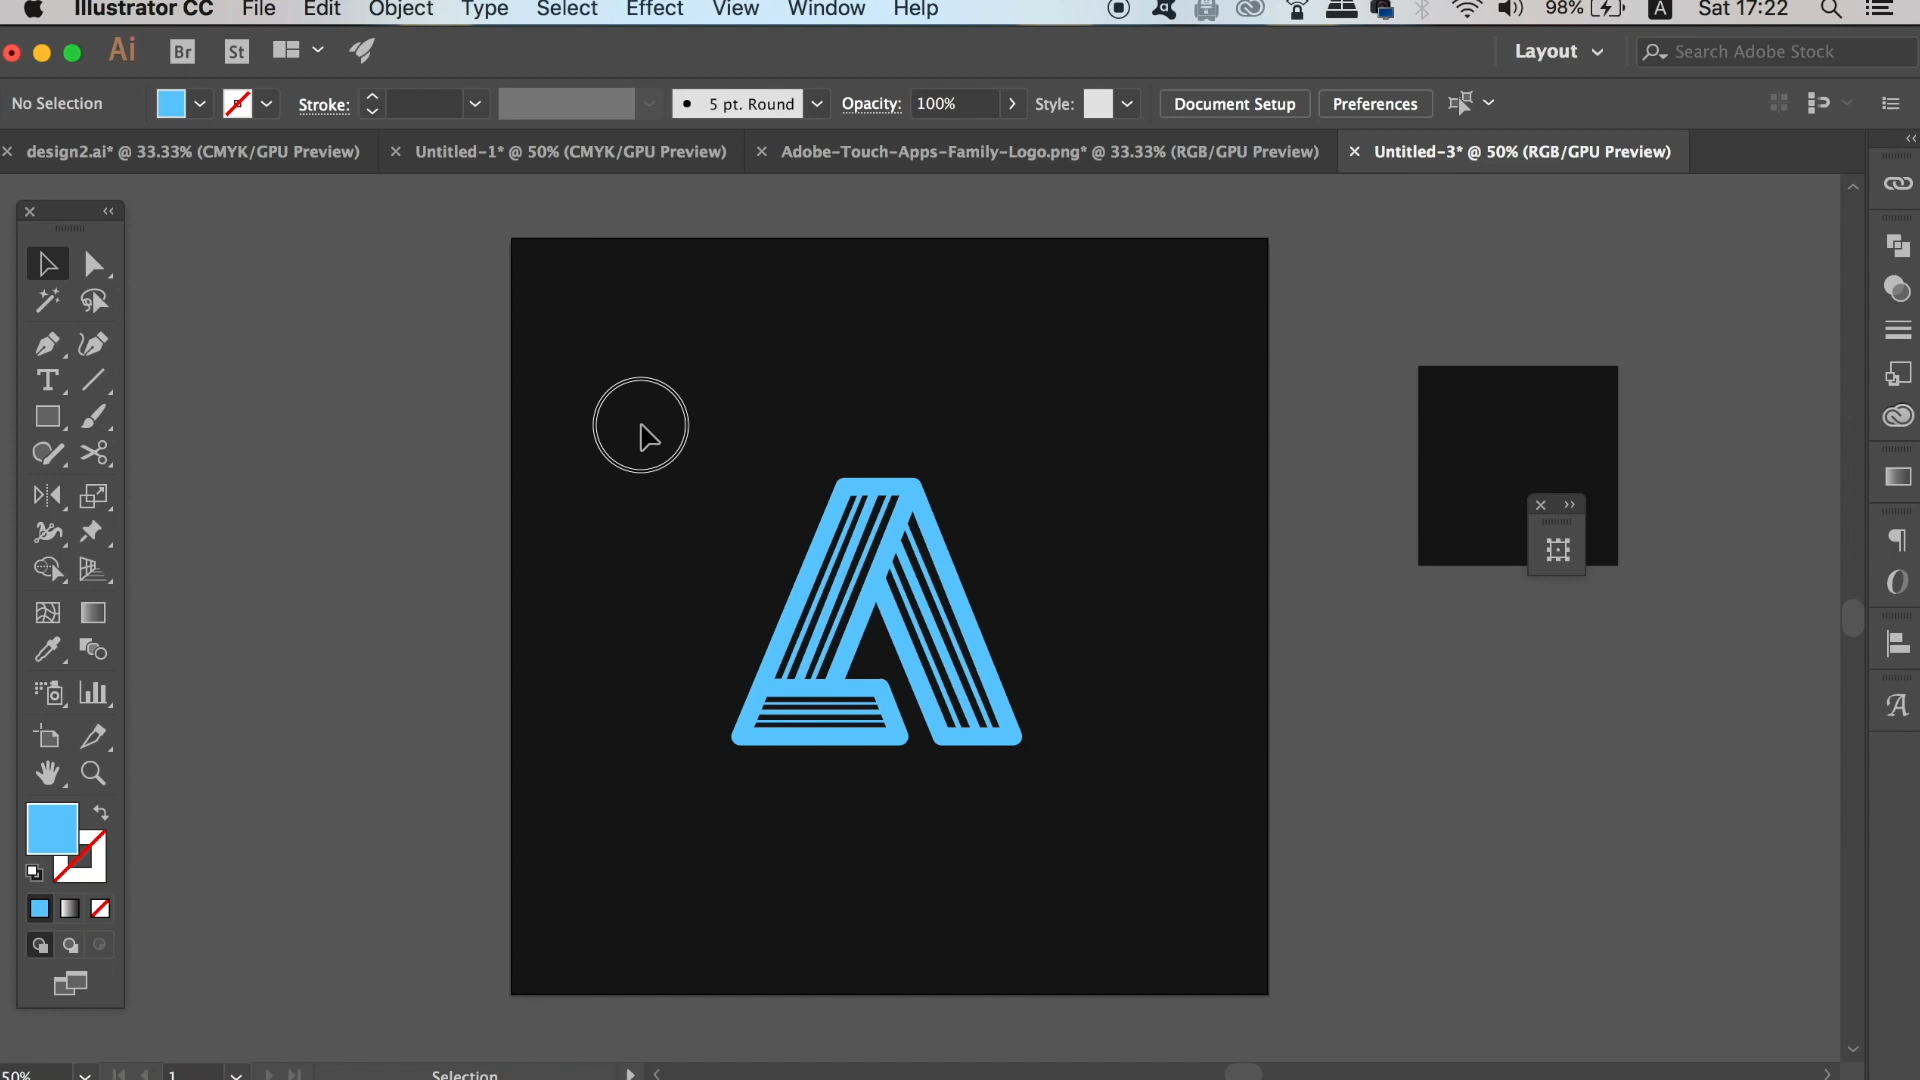 Illustrator CC File Edit Object Type Select Effect View Window Help 98% A Sat 17:22
Ai Br St Layout Search Adobe Stock
No Selection Stroke: 5 pt. Round Opacity: 100% Style: Document Setup Preferences
design2.ai* @ 33.33% (CMYK/GPU Preview) Untitled-1* @ 50% (CMYK/GPU Preview) Adobe-Touch-Apps-Family-Logo.png* @ 33.33% (RGB/GPU Preview) Untitled-3* @ 50% (RGB/GPU Preview)
50% 1 Selection